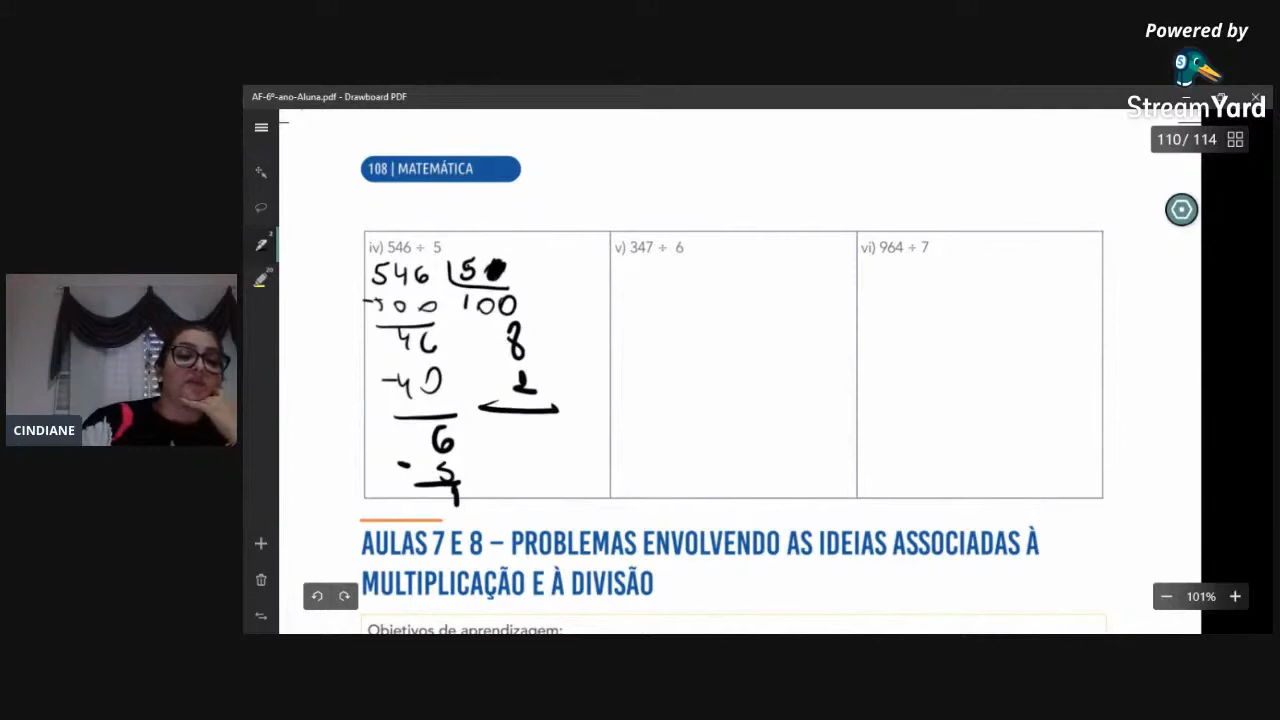 Powered by
StreamYard
AF-6º-ano-Aluna.pdf - Drawboard PDF
110 / 114
108 | MATEMÁTICA
iv) 546 ÷ 5
v) 347 ÷ 6
vi) 964 ÷ 7
546 5
-500 100
46 8
-40 1
6
- 5
1
CINDIANE
AULAS 7 E 8 – PROBLEMAS ENVOLVENDO AS IDEIAS ASSOCIADAS À
MULTIPLICAÇÃO E À DIVISÃO
101%
Objetivos de aprendizagem: